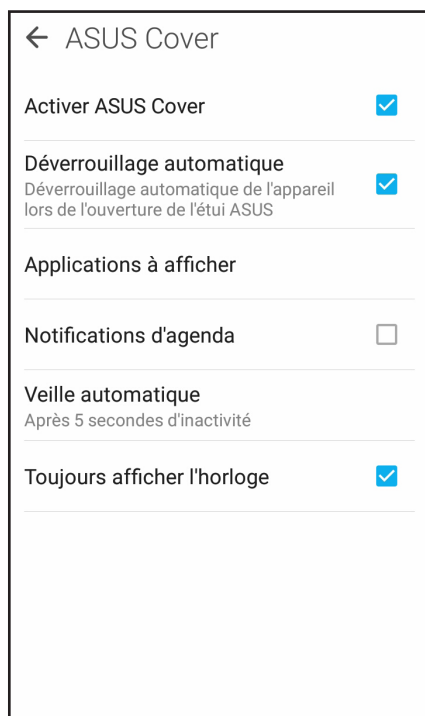 ASUS Cover
Activer ASUS Cover
Déverrouillage automatique
Déverrouillage automatique de l'appareil
lors de l'ouverture de l'étui ASUS
Applications à afficher
Notifications d'agenda
Veille automatique
Après 5 secondes d'inactivité
Toujours afficher l'horloge